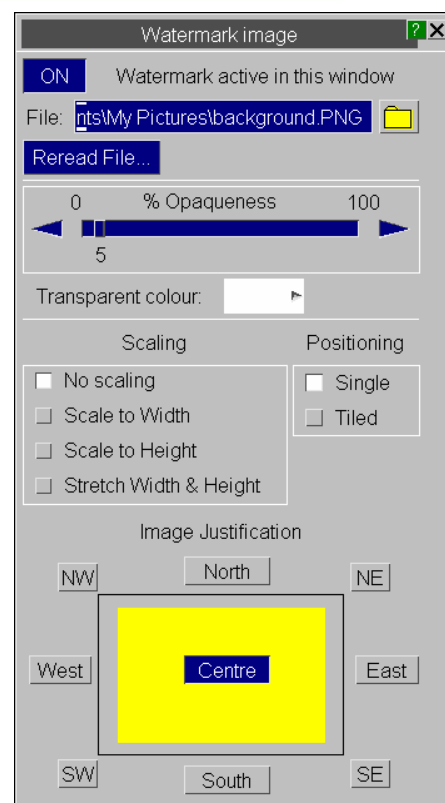 Watermark image ? X
ON Watermark active in this window
File: nts\My Pictures\background.PNG
Reread File...
0 % Opaqueness 100
5
Transparent colour:
Scaling Positioning
No scaling Single
Scale to Width Tiled
Scale to Height
Stretch Width & Height
Image Justification
NW North NE
West Centre East
SW South SE